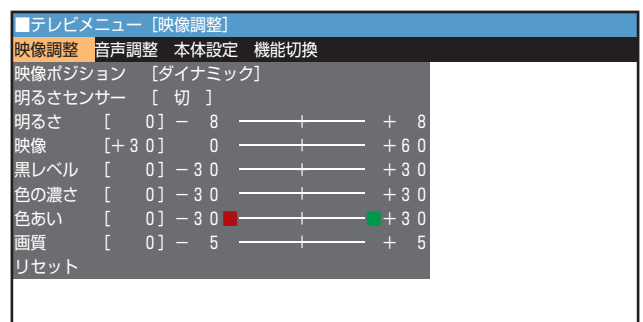 ■テレビメニュー [映像調整]
映像調整 音声調整 本体設定 機能切換
映像ポジション [ダイナミック]
明るさセンサー [ 切 ]
明るさ [ 0] － 8 ＋ 8
映像 [＋30] 0 ＋60
黒レベル [ 0] －30 ＋30
色の濃さ [ 0] －30 ＋30
色あい [ 0] －30 ＋30
画質 [ 0] － 5 ＋ 5
リセット